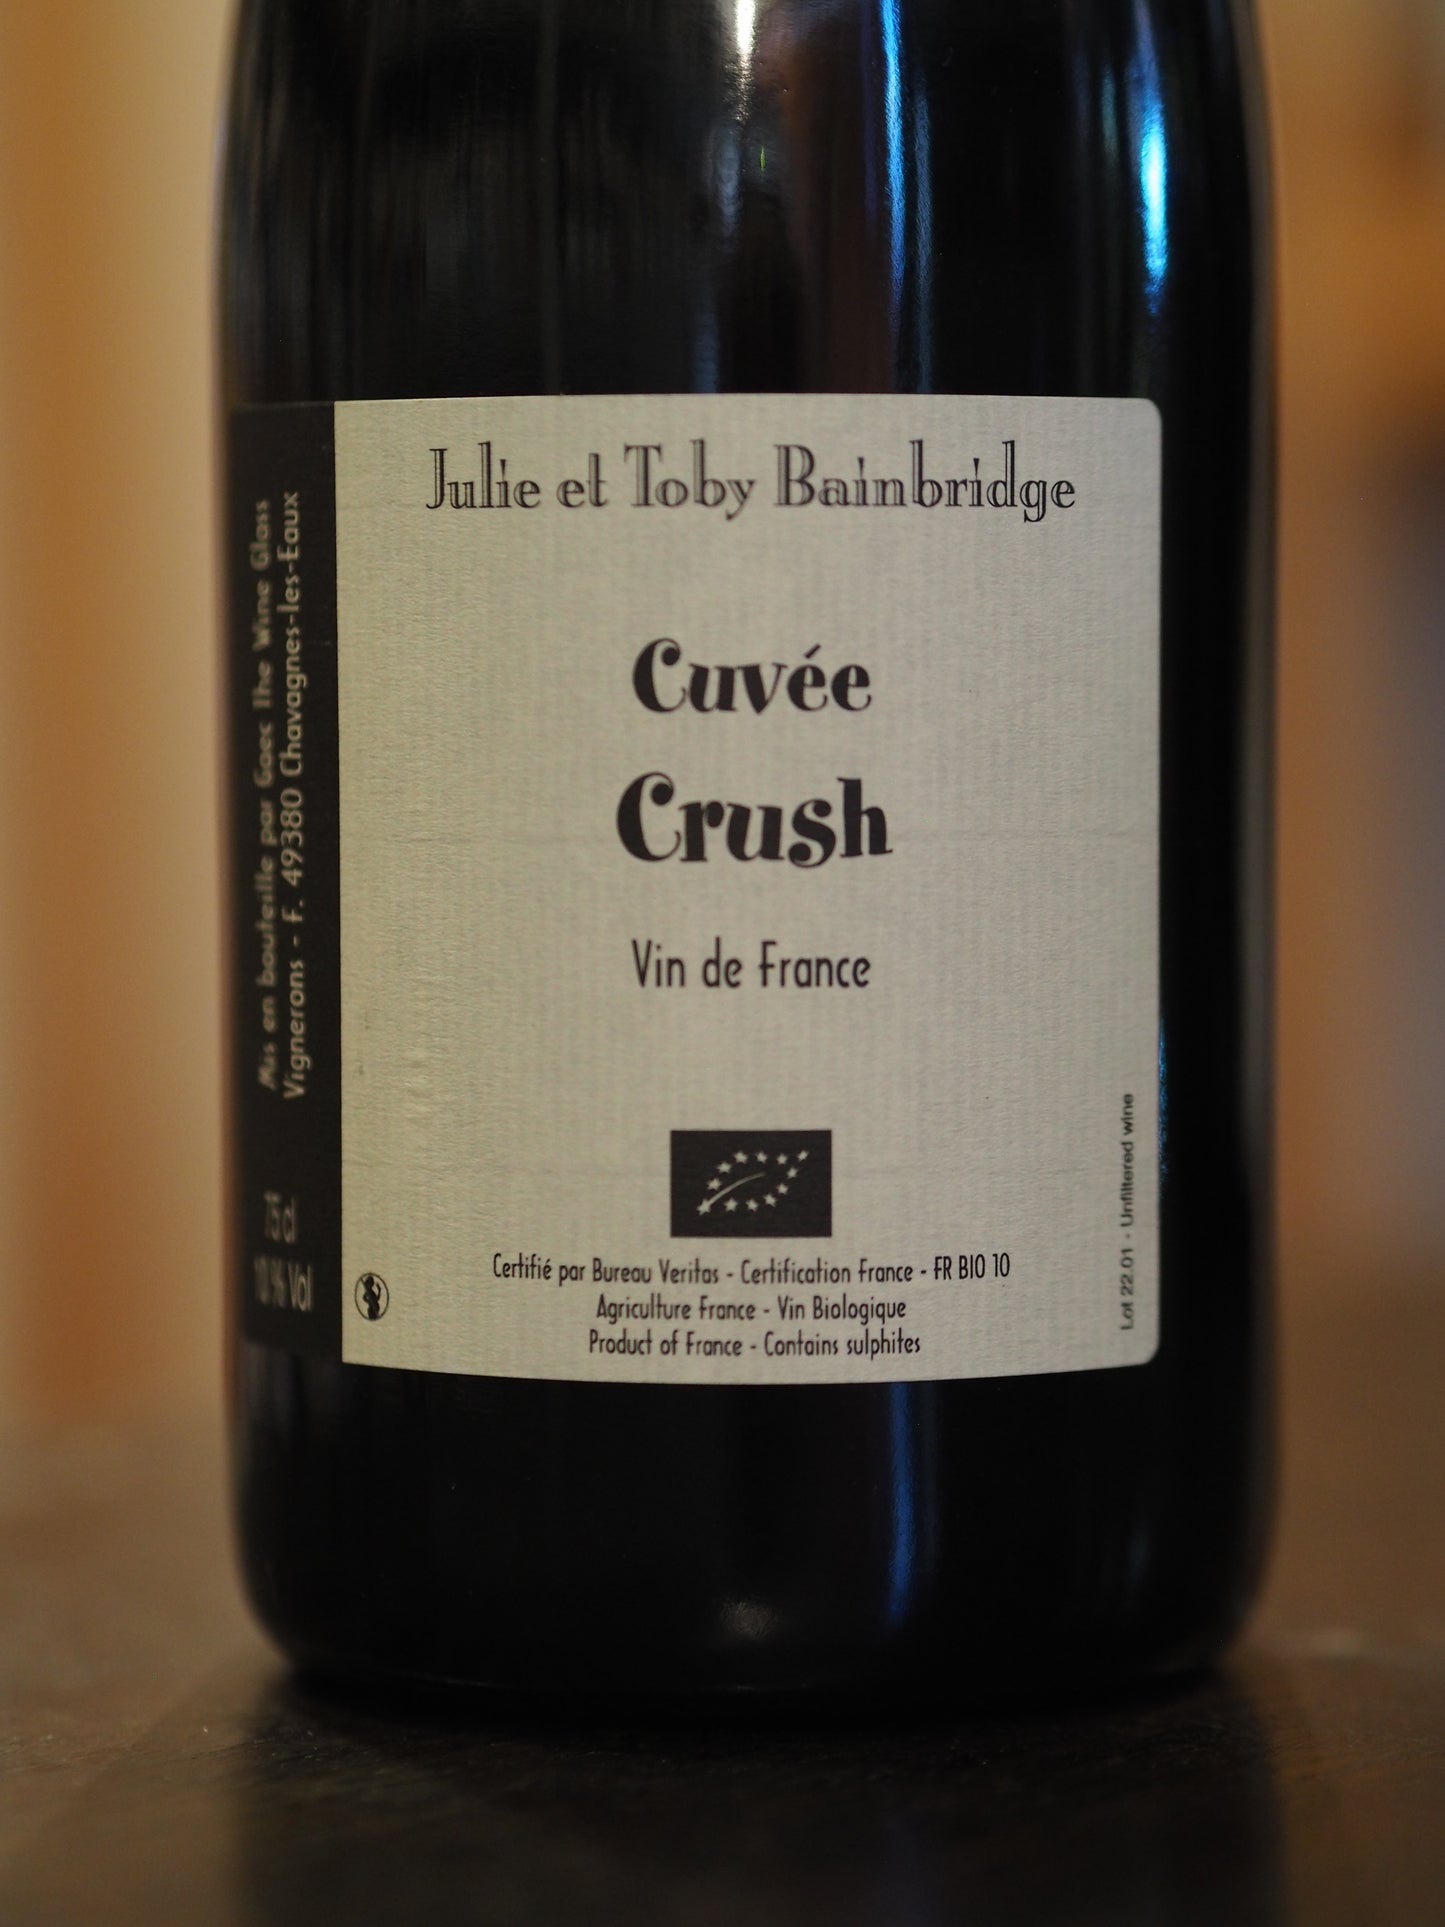 Julie et Toby Bainbridge
Cuvée
Crush
Vin de France
Certifié par Bureau Veritas - Certification France - FR BIO 10
Agriculture France - Vin Biologique
Product of France - Contains sulphites
Lot 22.01 - Unfiltered wine
Mis en bouteille par Gaec The Wine Glass
Vignerons - F. 49380 Chavagnes-les-Eaux
75 cl
% Vol